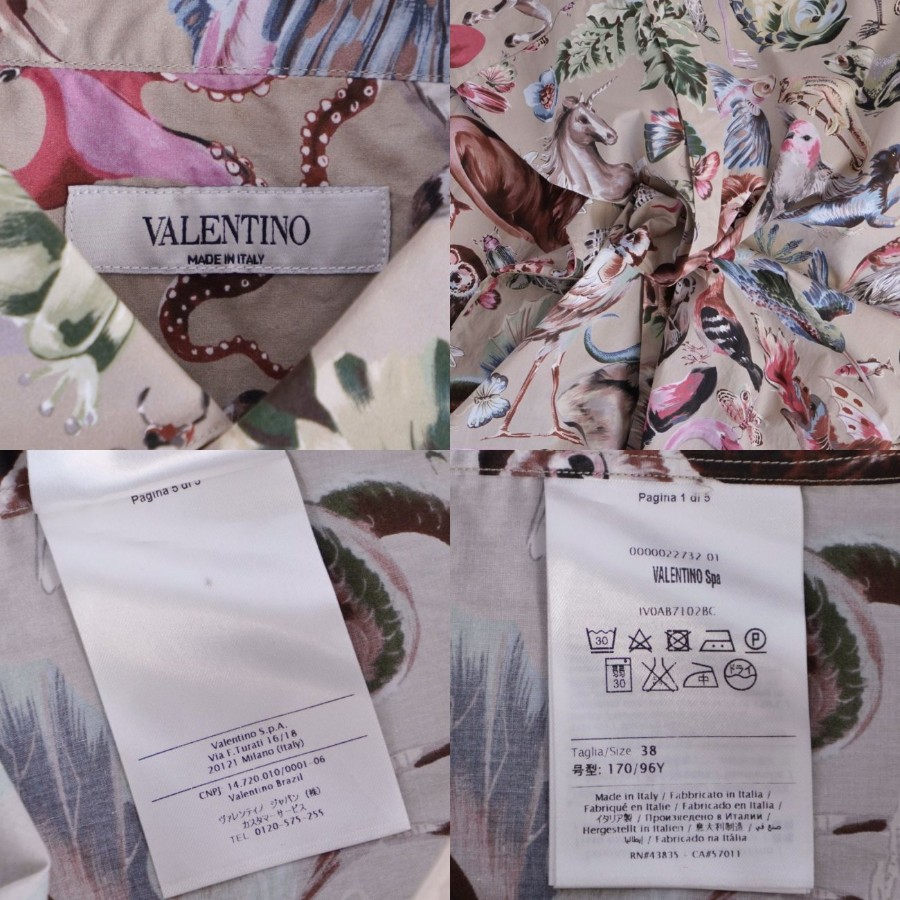 VALENTINO
MADE IN ITALY
Pagina 5 di 5
Valentino S.p.A.
Via F.Turati 16/18
20121 Milano (Italy)
CNPJ 14.720.010/0001-06
Valentino Brazil
ヴァレンティノ ジャパン (株)
カスタマー サービス
TEL 0120-575-255
Pagina 1 di 5
0000022732 01
VALENTINO Spa
IV0AB7102BC
30 P
弱 30 ドライ
Taglia/Size 38
号型: 170/96Y
Made in Italy / Fabbricato in Italia /
Fabriqué en Italie / Fabricado en Italia /
イタリア製 / Произведено в Италии /
Hergestellt in Italien / 意大利制造 / صنع في
إيطاليا / Fabricado na Itália
RN#43835 - CA#57011